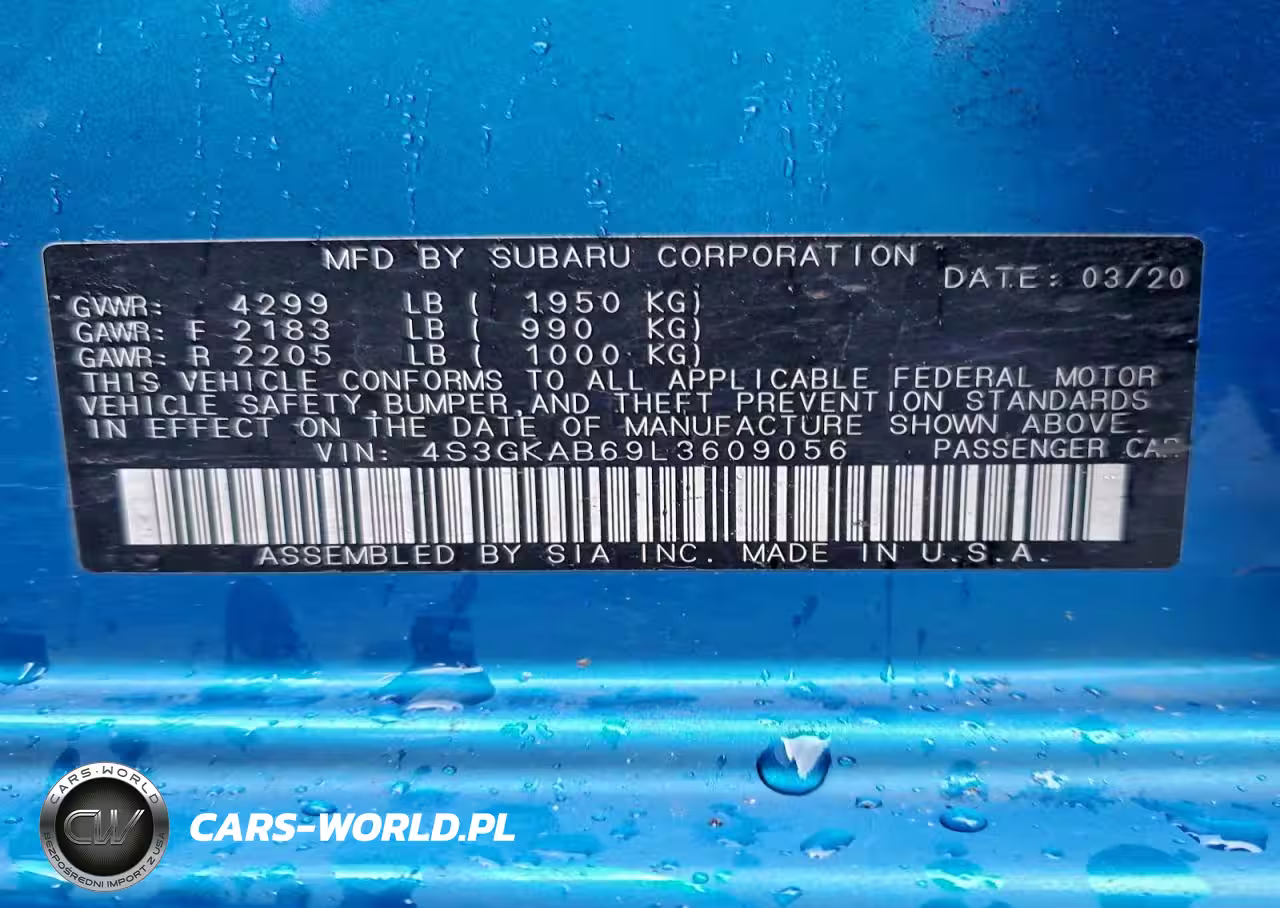 MFD BY SUBARU CORPORATION
DATE: 03/20
GVWR: 4299 LB ( 1950 KG)
GAWR: F 2183 LB ( 990 KG)
GAWR: R 2205 LB ( 1000 KG)
THIS VEHICLE CONFORMS TO ALL APPLICABLE FEDERAL MOTOR
VEHICLE SAFETY,BUMPER,AND THEFT PREVENTION STANDARDS
IN EFFECT ON THE DATE OF MANUFACTURE SHOWN ABOVE.
VIN: 4S3GKAB69L3609056 PASSENGER CAR
ASSEMBLED BY SIA INC. MADE IN U.S.A.
CARS-WORLD
CW
BEZPOŚREDNI IMPORT Z USA
CARS-WORLD.PL